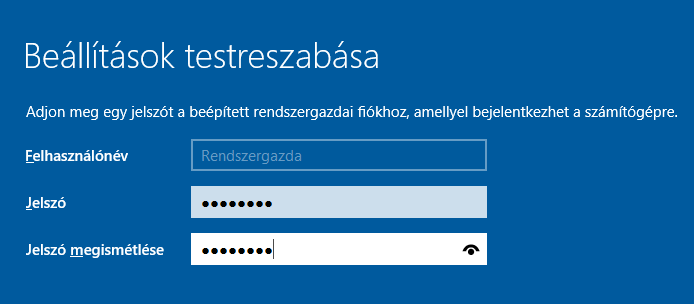 Beállítások testreszabása
Adjon meg egy jelszót a beépített rendszergazdai fiókhoz, amellyel bejelentkezhet a számítógépre.
Felhasználónév Rendszergazda
Jelszó ●●●●●●●●
Jelszó megismétlése ●●●●●●●●